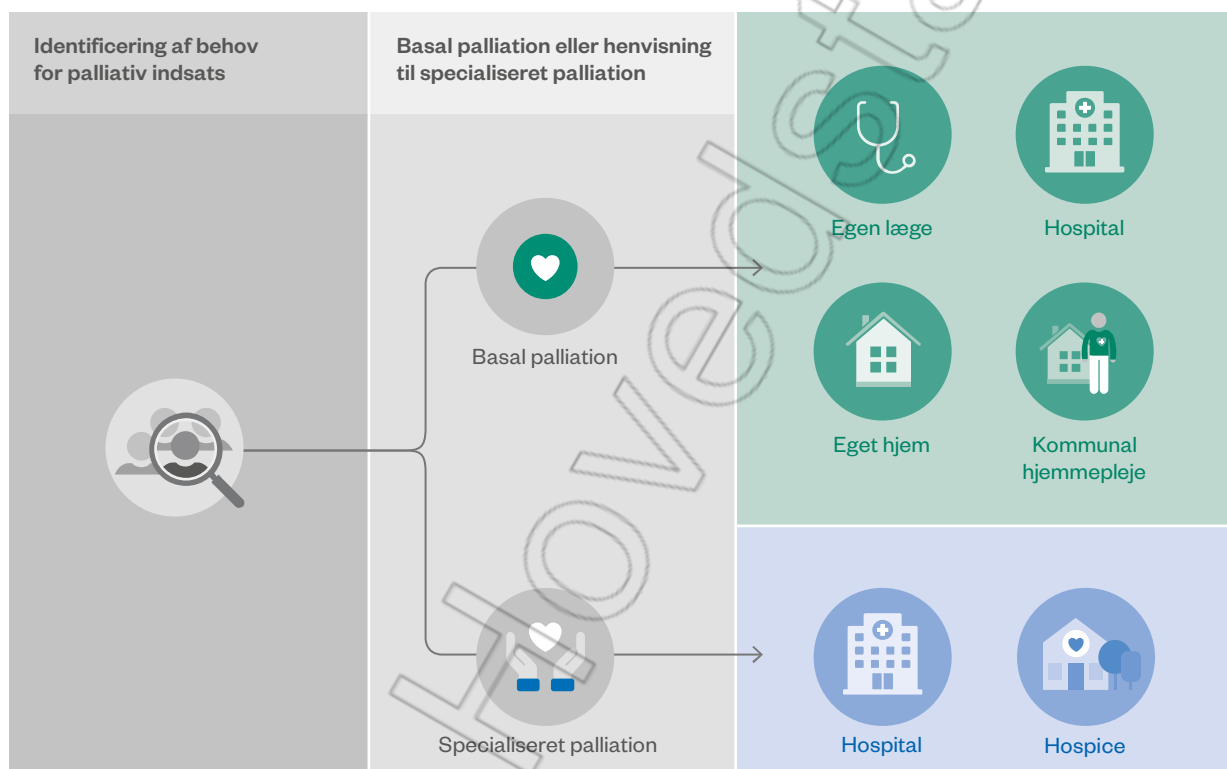 Identificering af behov
for palliativ indsats
Basal palliation eller henvisning
til specialiseret palliation
Basal palliation
Specialiseret palliation
Egen læge
Hospital
Eget hjem
Kommunal
hjemmepleje
Hospital
Hospice